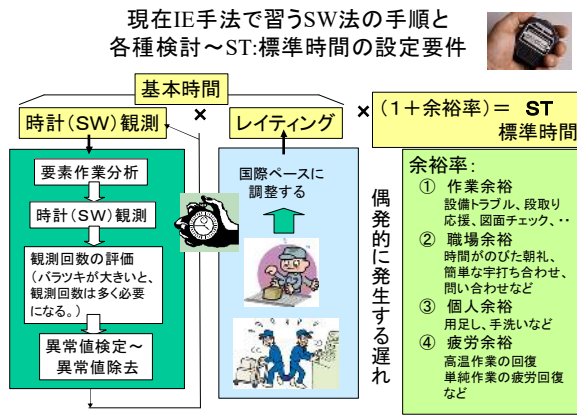 現在IE手法で習うSW法の手順と
各種検討～ST:標準時間の設定要件
基本時間
時計(SW)観測
×
レイティング
×
(1＋余裕率)＝ ST
標準時間
要素作業分析
時計(SW)観測
観測回数の評価
(バラツキが大きいと、
観測回数は多く必要
になる。)
異常値検定～
異常値除去
国際ペースに
調整する
偶発的に発生する遅れ
余裕率:
① 作業余裕
設備トラブル、段取り
応援、図面チェック、・・
② 職場余裕
時間がのびた朝礼、
簡単な字打ち合わせ、
問い合わせなど
③ 個人余裕
用足し、手洗いなど
④ 疲労余裕
高温作業の回復
単純作業の疲労回復
など